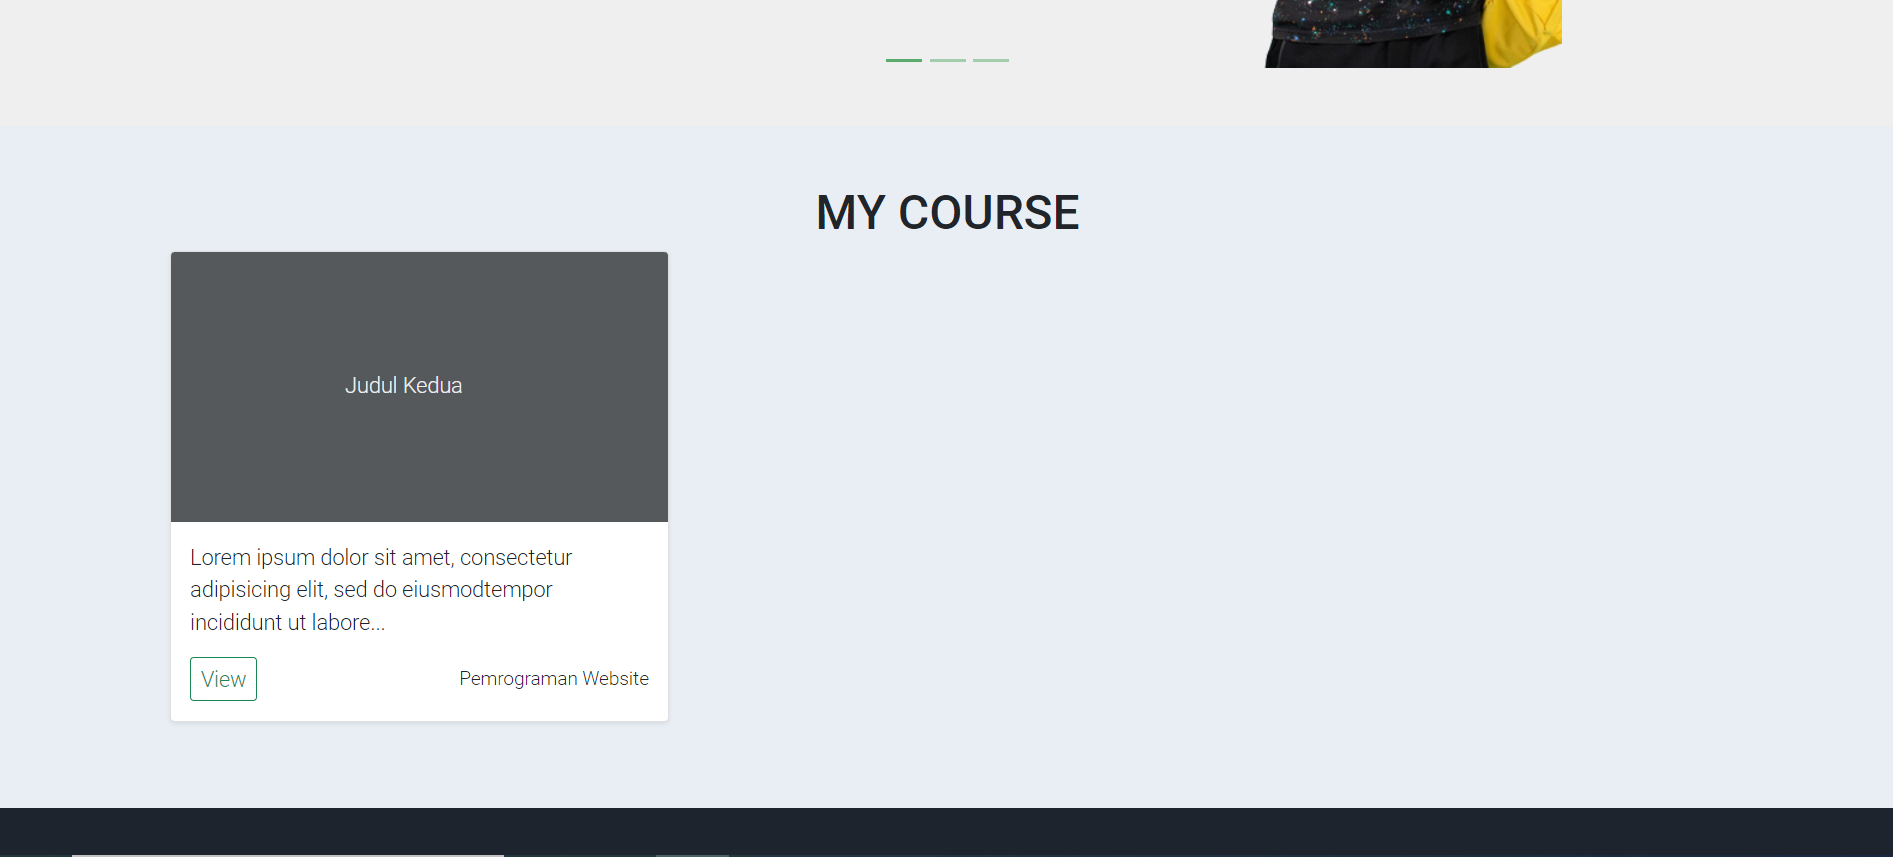 MY COURSE
Judul Kedua
Lorem ipsum dolor sit amet, consectetur
adipisicing elit, sed do eiusmodtempor
incididunt ut labore...
View
Pemrograman Website